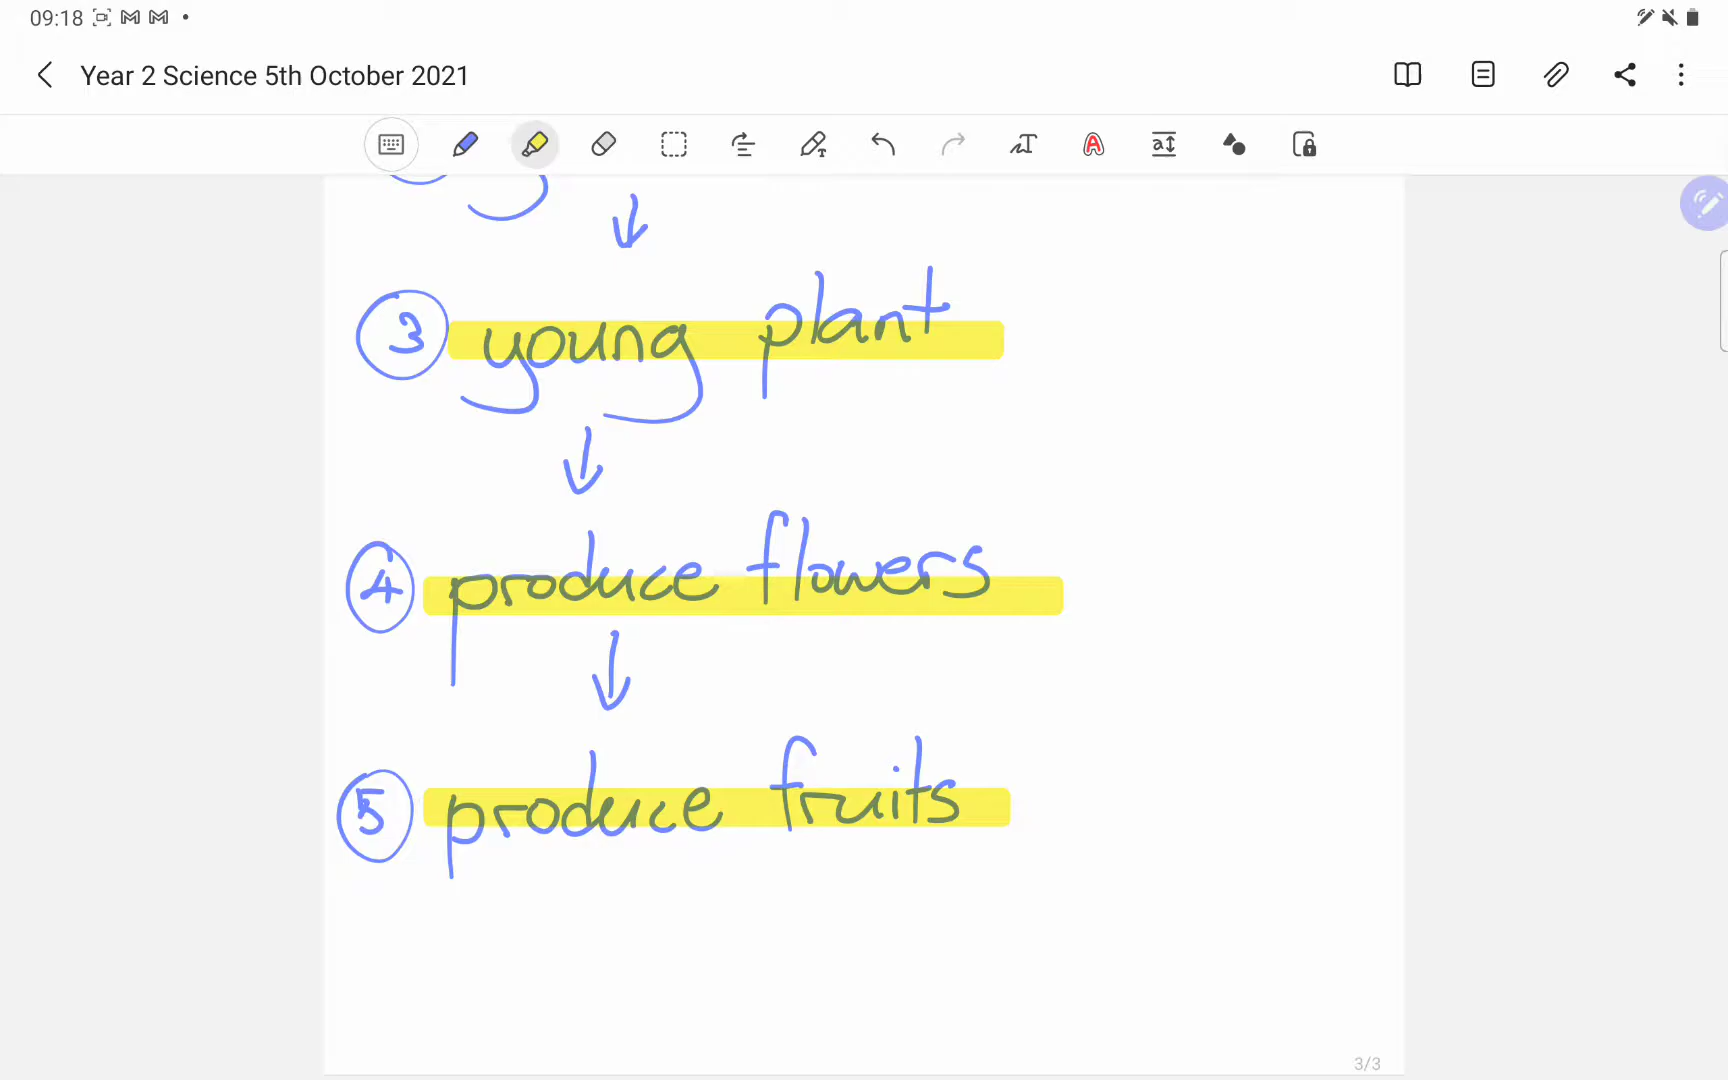 09:18
Year 2 Science 5th October 2021
3 young plant
4 produce flowers
5 produce fruits
3/3